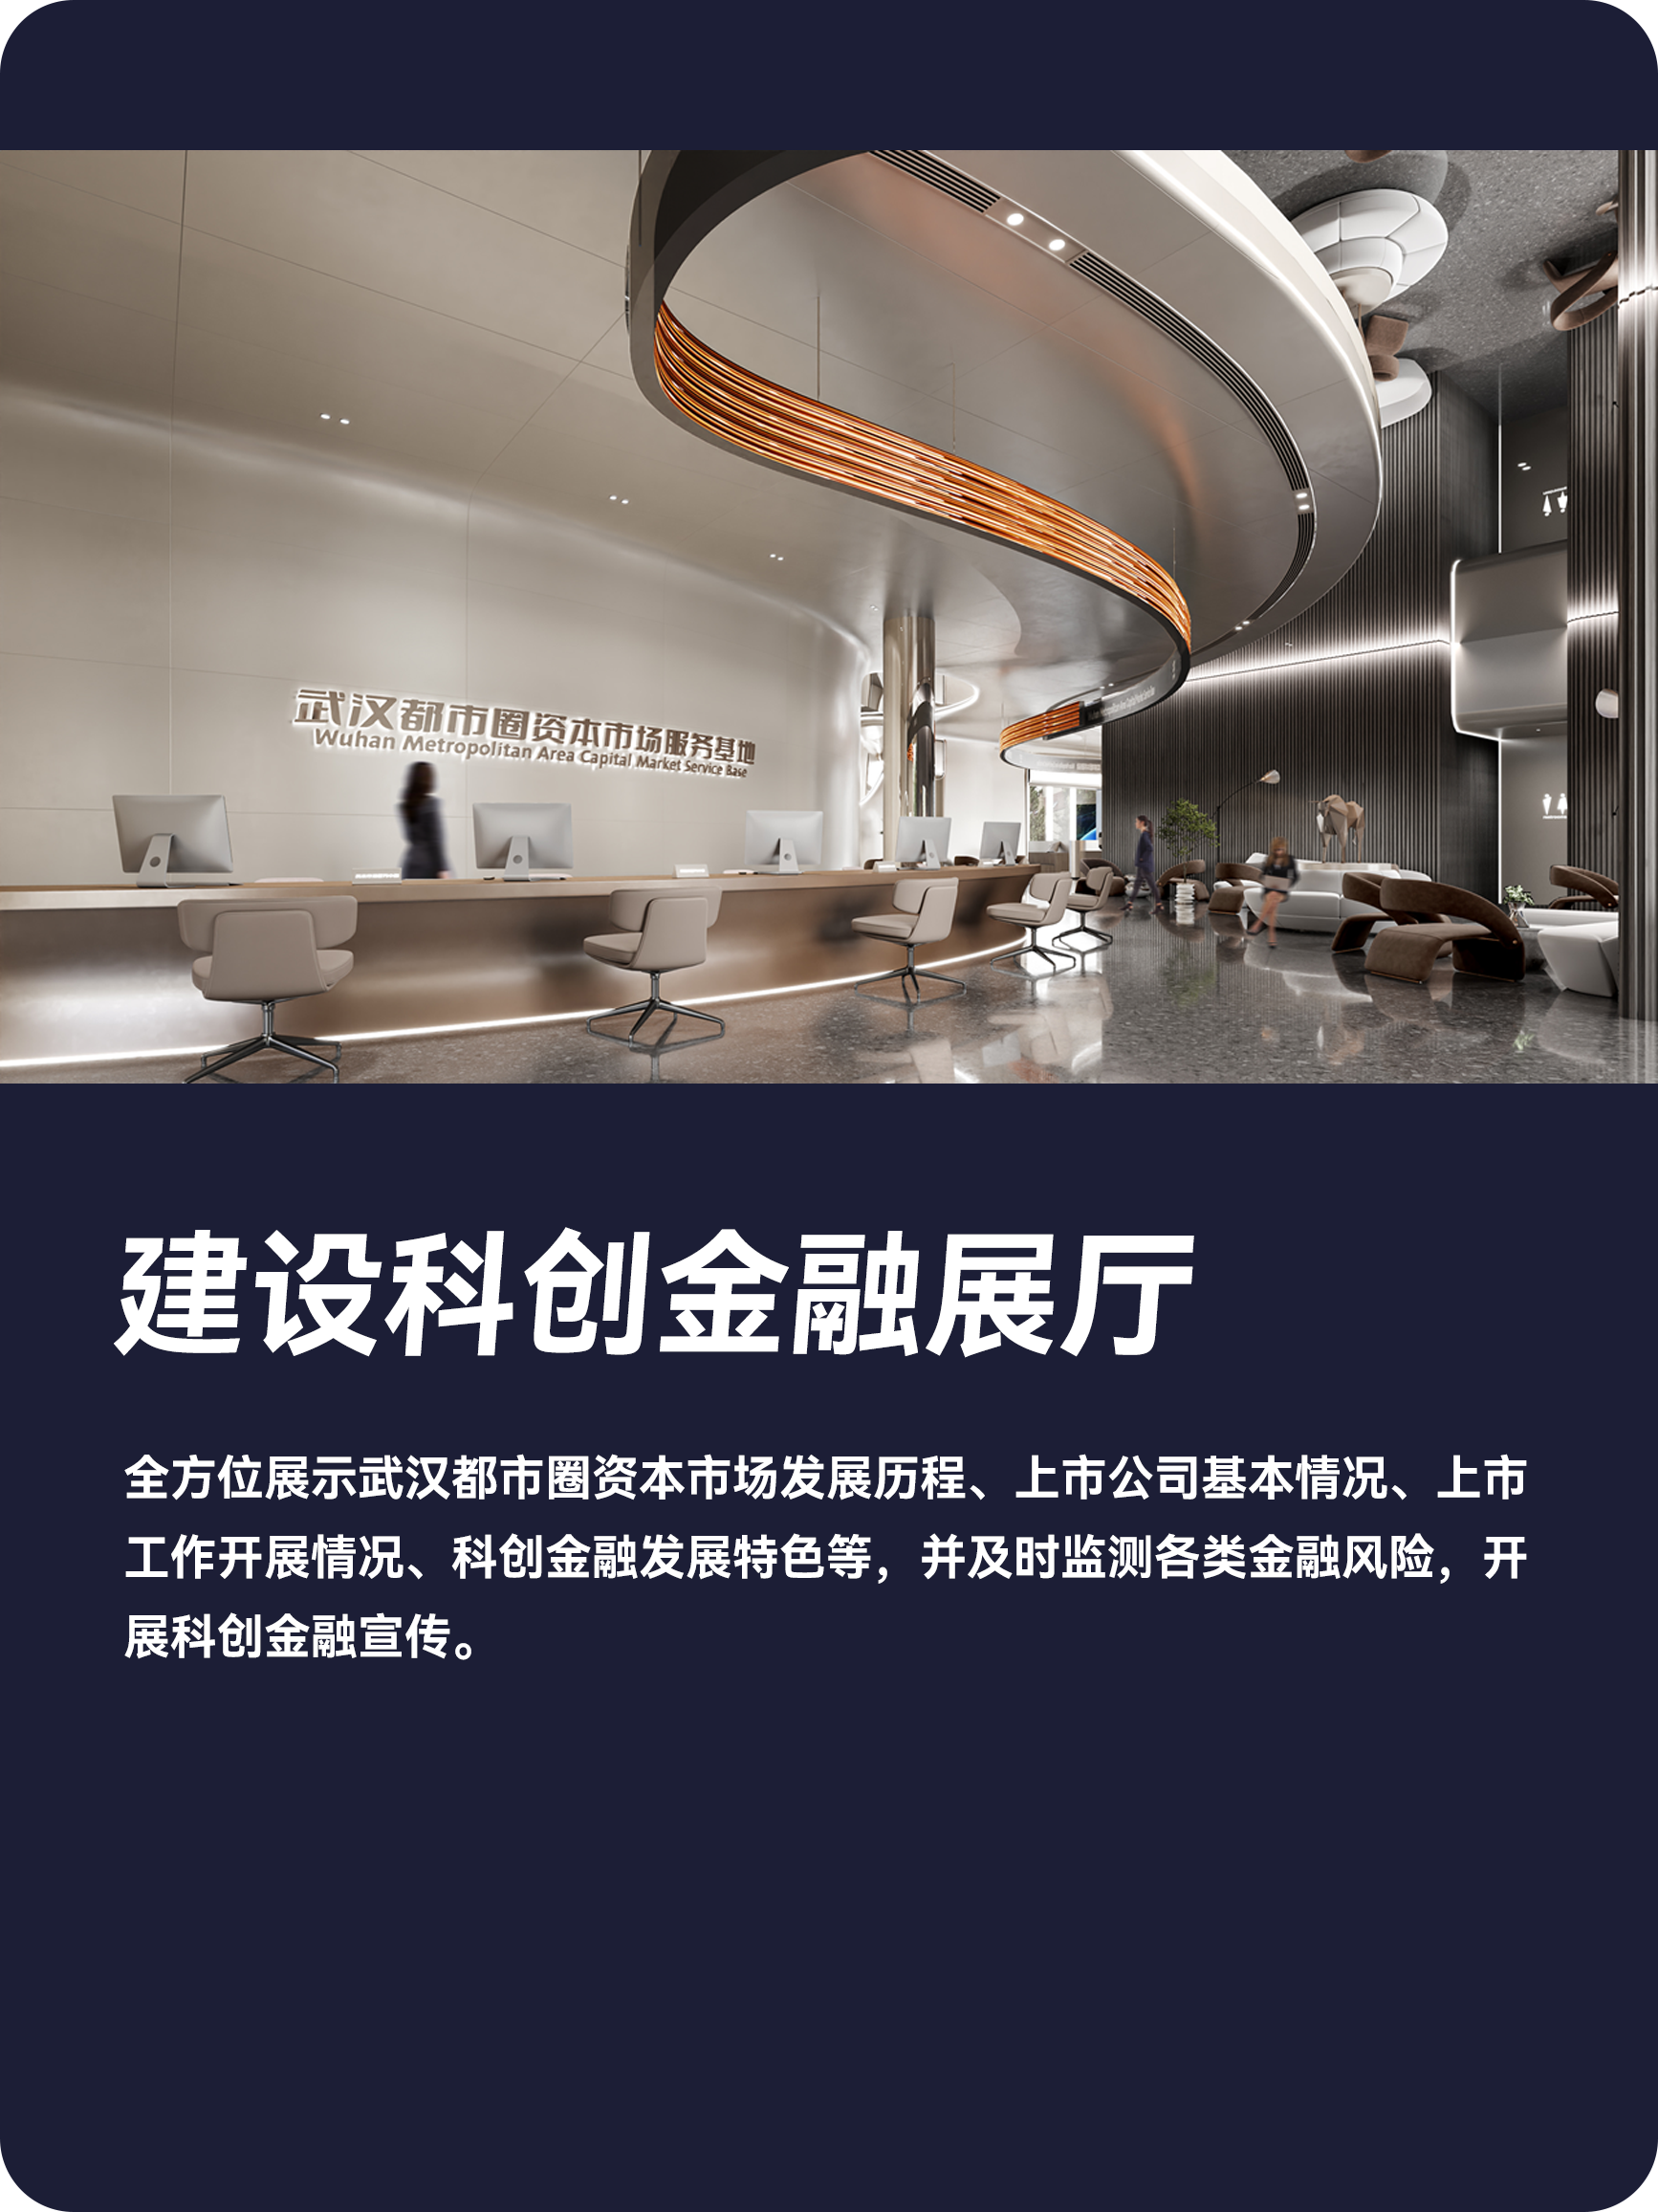 武汉都市圈资本市场服务基地
Wuhan Metropolitan Area Capital Market Service Base
建设科创金融展厅
全方位展示武汉都市圈资本市场发展历程、上市公司基本情况、上市
工作开展情况、科创金融发展特色等，并及时监测各类金融风险，开
展科创金融宣传。